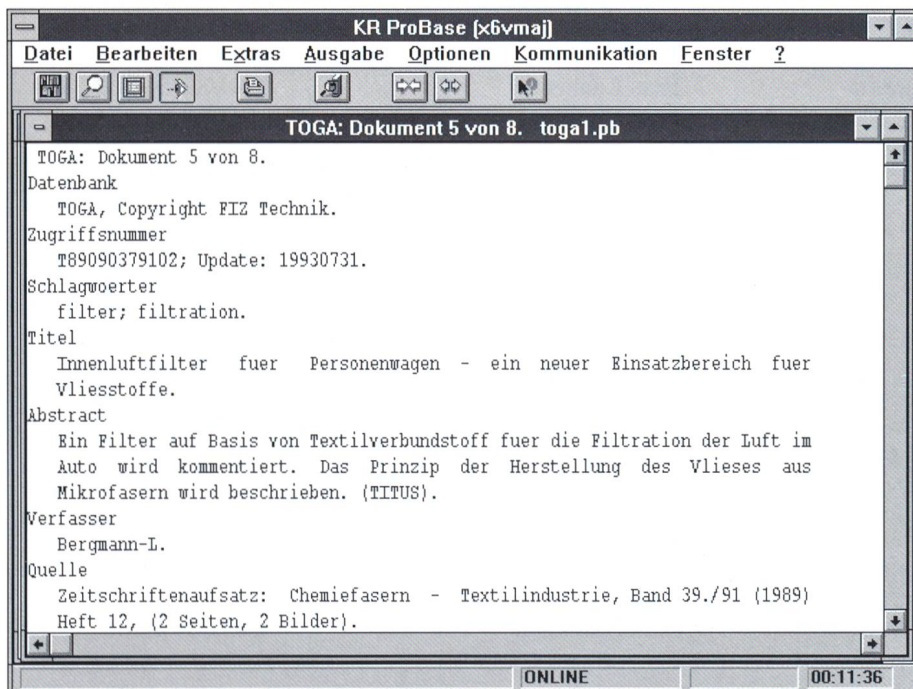 KR ProBase (x6vmaj)
Datei Bearbeiten Extras Ausgabe Optionen Kommunikation Fenster ?
TOGA: Dokument 5 von 8. toga1.pb
TOGA: Dokument 5 von 8.
Datenbank
TOGA, Copyright FIZ Technik.
Zugriffsnummer
T89090379102; Update: 19930731.
Schlagwoerter
filter; filtration.
Titel
Innenluftfilter fuer Personenwagen - ein neuer Einsatzbereich fuer
Vliesstoffe.
Abstract
Ein Filter auf Basis von Textilverbundstoff fuer die Filtration der Luft im
Auto wird kommentiert. Das Prinzip der Herstellung des Vlieses aus
Mikrofasern wird beschrieben. (TITUS).
Verfasser
Bergmann-L.
Quelle
Zeitschriftenaufsatz: Chemiefasern - Textilindustrie, Band 39./91 (1989)
Heft 12, (2 Seiten, 2 Bilder).
ONLINE 00:11:36